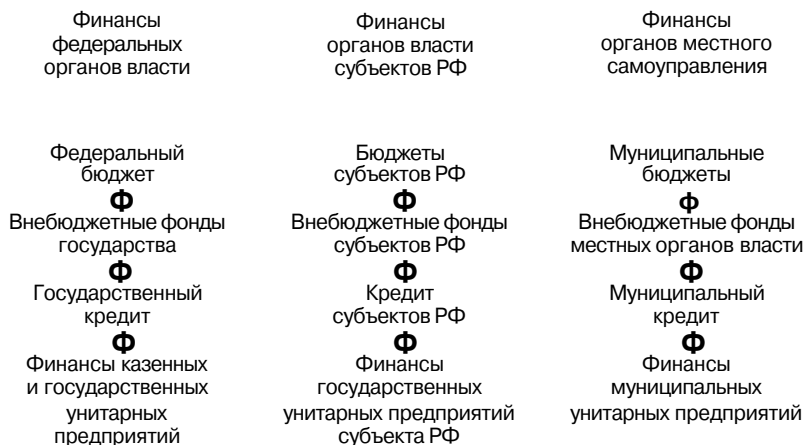 Финансы
федеральных
органов власти
Финансы
органов власти
субъектов РФ
Финансы
органов местного
самоуправления
Федеральный
бюджет
Ф
Внебюджетные фонды
государства
Ф
Государственный
кредит
Ф
Финансы казенных
и государственных
унитарных
предприятий
Бюджеты
субъектов РФ
Ф
Внебюджетные фонды
субъектов РФ
Ф
Кредит
субъектов РФ
Ф
Финансы
государственных
унитарных предприятий
субъекта РФ
Муниципальные
бюджеты
ф
Внебюджетные фонды
местных органов власти
Ф
Муниципальный
кредит
Ф
Финансы
муниципальных
унитарных предприятий